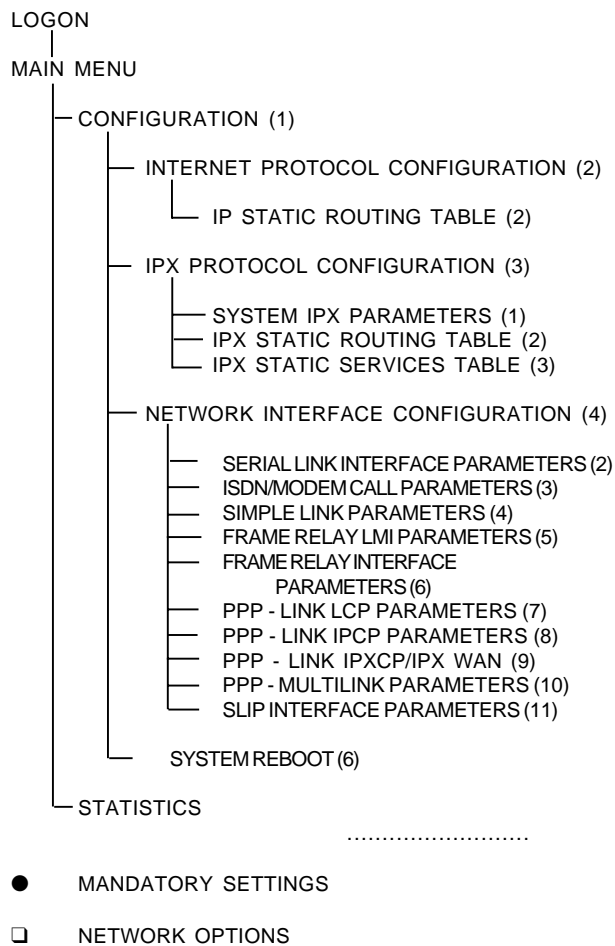 LOGON
MAIN MENU
CONFIGURATION (1)
INTERNET PROTOCOL CONFIGURATION (2)
IP STATIC ROUTING TABLE (2)
IPX PROTOCOL CONFIGURATION (3)
SYSTEM IPX PARAMETERS (1)
IPX STATIC ROUTING TABLE (2)
IPX STATIC SERVICES TABLE (3)
NETWORK INTERFACE CONFIGURATION (4)
SERIAL LINK INTERFACE PARAMETERS (2)
ISDN/MODEM CALL PARAMETERS (3)
SIMPLE LINK PARAMETERS (4)
FRAME RELAY LMI PARAMETERS (5)
FRAME RELAY INTERFACE
PARAMETERS (6)
PPP - LINK LCP PARAMETERS (7)
PPP - LINK IPCP PARAMETERS (8)
PPP - LINK IPXCP/IPX WAN (9)
PPP - MULTILINK PARAMETERS (10)
SLIP INTERFACE PARAMETERS (11)
SYSTEM REBOOT (6)
STATISTICS
..........................
● MANDATORY SETTINGS
❑ NETWORK OPTIONS